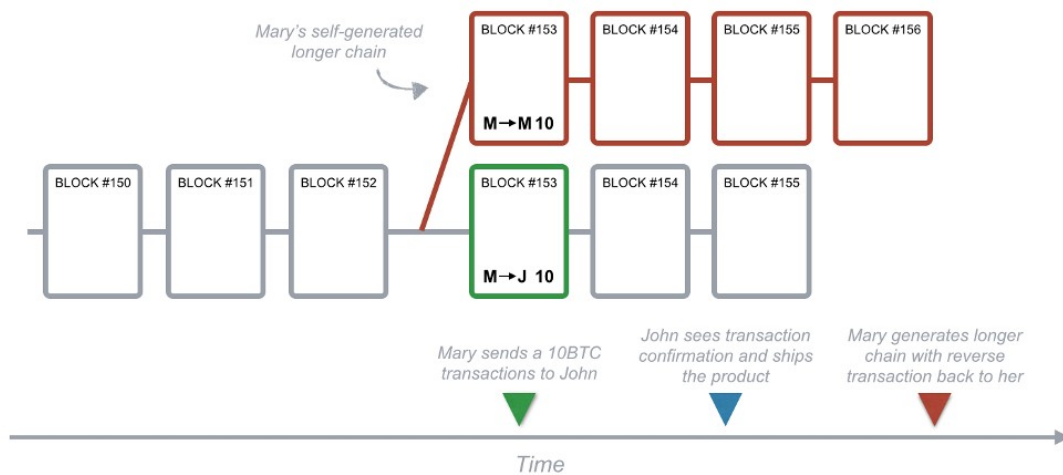 Mary's self-generated
longer chain
BLOCK #153
BLOCK #154
BLOCK #155
BLOCK #156
M→M 10
BLOCK #150
BLOCK #151
BLOCK #152
BLOCK #153
BLOCK #154
BLOCK #155
M→J 10
Mary sends a 10BTC
transactions to John
John sees transaction
confirmation and ships
the product
Mary generates longer
chain with reverse
transaction back to her
Time